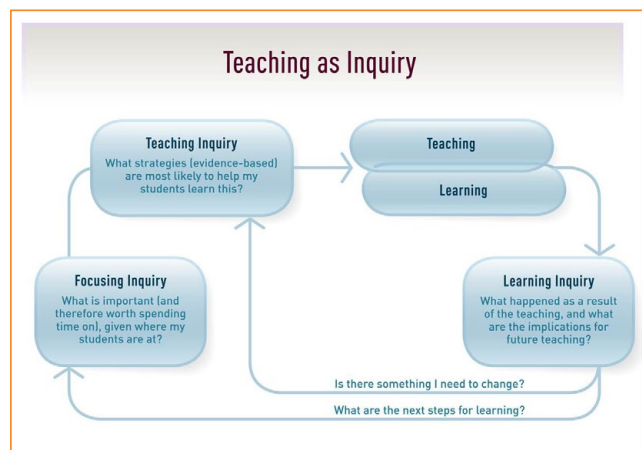 Teaching as Inquiry
Teaching Inquiry
What strategies (evidence-based)
are most likely to help my
students learn this?
Teaching
Learning
Focusing Inquiry
What is important (and
therefore worth spending
time on), given where my
students are at?
Learning Inquiry
What happened as a result
of the teaching, and what
are the implications for
future teaching?
Is there something I need to change?
What are the next steps for learning?